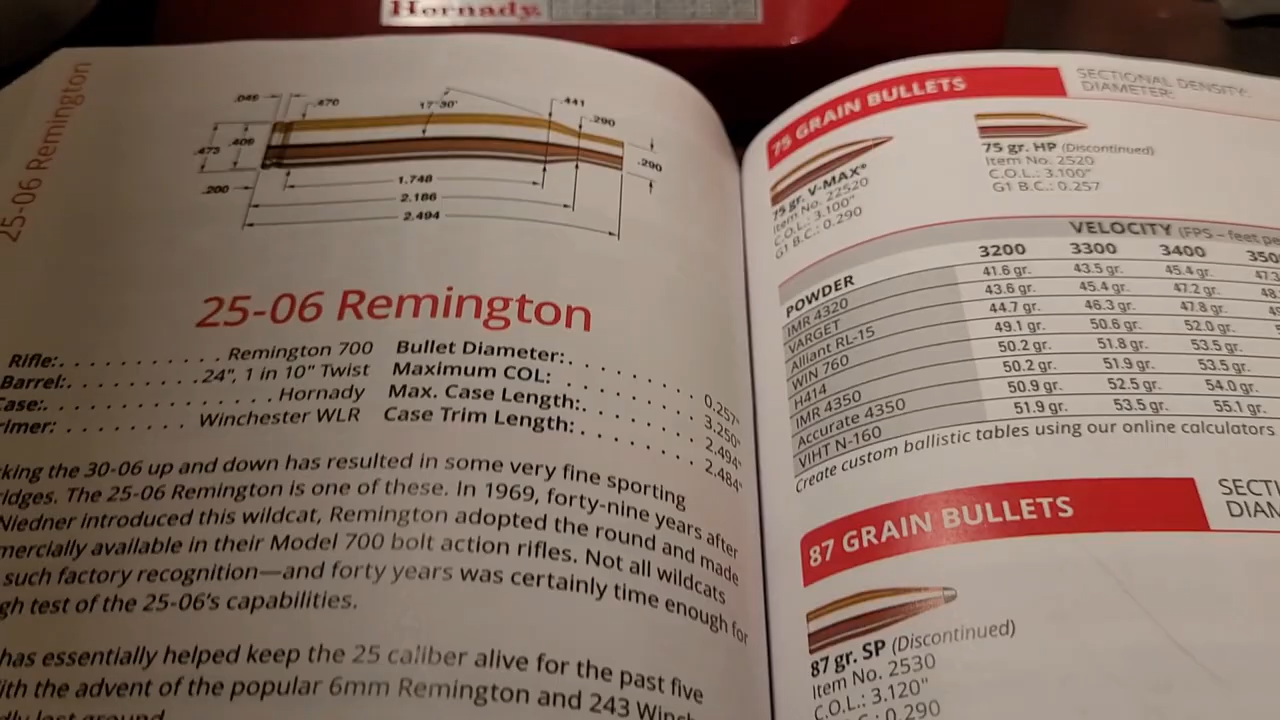 Hornady.
25-06 Remington
.046
.470
17°30'
.441
.290
.473
.409
.290
.200
1.748
2.186
2.494
25-06 Remington
Rifle:. . . . . . . . . . . . Remington 700
Barrel:. . . . . . . . . .24", 1 in 10" Twist
Case:. . . . . . . . . . . . . . . . . Hornady
rimer: . . . . . . . . . Winchester WLR
Bullet Diameter:. . . . . . . . . . 0.257"
Maximum COL: . . . . . . . . . . 3.250"
Max. Case Length:. . . . . . . . 2.494"
Case Trim Length: . . . . . . . . 2.484"
king the 30-06 up and down has resulted in some very fine sporting
ridges. The 25-06 Remington is one of these. In 1969, forty-nine years after
Niedner introduced this wildcat, Remington adopted the round and made
mercially available in their Model 700 bolt action rifles. Not all wildcats
such factory recognition—and forty years was certainly time enough for
gh test of the 25-06's capabilities.
has essentially helped keep the 25 caliber alive for the past five
ith the advent of the popular 6mm Remington and 243 Winch
dly lost ground
75 GRAIN BULLETS
SECTIONAL DENSITY:
DIAMETER:
75 gr. V-MAX®
Item No. 22520
C.O.L.: 3.100"
G1 B.C.: 0.290
75 gr. HP (Discontinued)
Item No. 2520
C.O.L.: 3.100"
G1 B.C.: 0.257
VELOCITY (FPS – feet pe
POWDER 3200 3300 3400 350
IMR 4320 41.6 gr. 43.5 gr. 45.4 gr. 47.2
VARGET 43.6 gr. 45.4 gr. 47.2 gr. 48.
Alliant RL-15 44.7 gr. 46.3 gr. 47.8 gr.
WIN 760 49.1 gr. 50.6 gr. 52.0 gr.
H414 50.2 gr. 51.8 gr. 53.5 gr.
IMR 4350 50.2 gr. 51.9 gr. 53.5 gr.
Accurate 4350 50.9 gr. 52.5 gr. 54.0 gr.
VIHT N-160 51.9 gr. 53.5 gr. 55.1 gr.
Create custom ballistic tables using our online calculators
87 GRAIN BULLETS
SECTI
DIAM
87 gr. SP (Discontinued)
Item No. 2530
C.O.L.: 3.120"
C.: 0.290